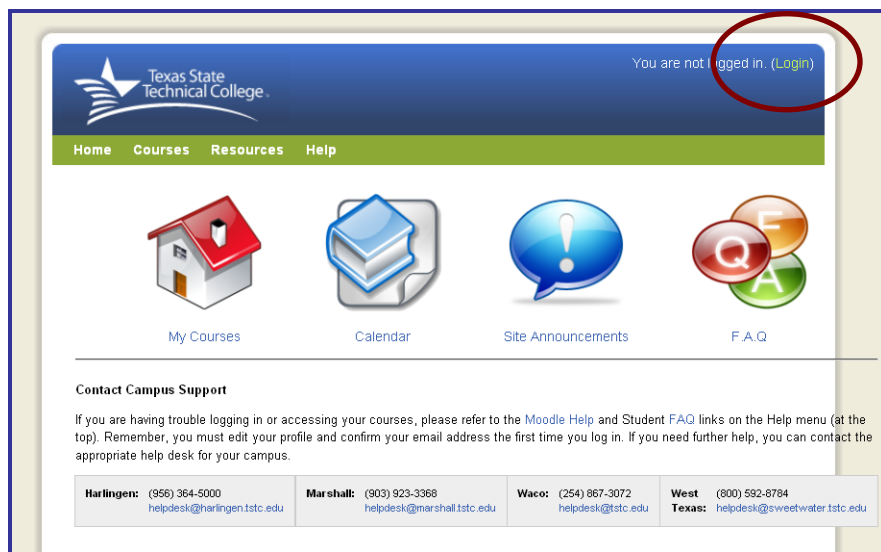 You are not logged in. (Login)
Texas State
Technical College
Home Courses Resources Help
F
Q
A
My Courses Calendar Site Announcements F.A.Q
Contact Campus Support
If you are having trouble logging in or accessing your courses, please refer to the Moodle Help and Student FAQ links on the Help menu (at the
top). Remember, you must edit your profile and confirm your email address the first time you log in. If you need further help, you can contact the
appropriate help desk for your campus.
Harlingen: (956) 364-5000 Marshall: (903) 923-3368 Waco: (254) 867-3072 West (800) 592-8784
helpdesk@harlingen.tstc.edu helpdesk@marshall.tstc.edu helpdesk@tstc.edu Texas: helpdesk@sweetwater.tstc.edu